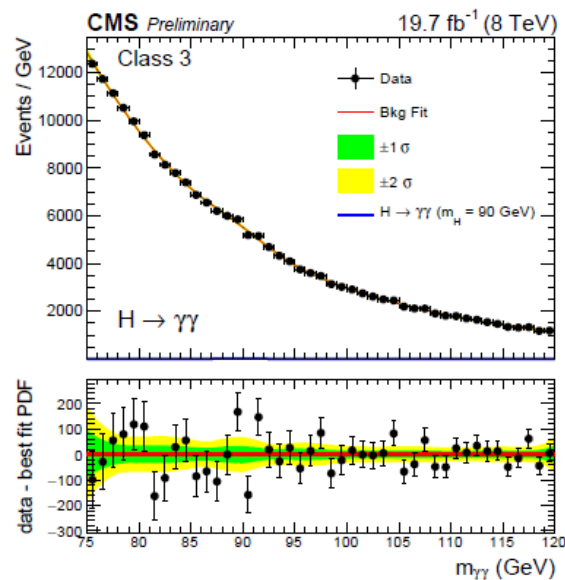 CMS Preliminary 19.7 fb⁻¹ (8 TeV)
Class 3
Events / GeV
12000
10000
8000
6000
4000
2000
Data
Bkg Fit
±1 σ
±2 σ
H → γγ (m_H = 90 GeV)
H → γγ
data - best fit PDF
200
100
0
-100
-200
-300
75 80 85 90 95 100 105 110 115 120
m_γγ (GeV)